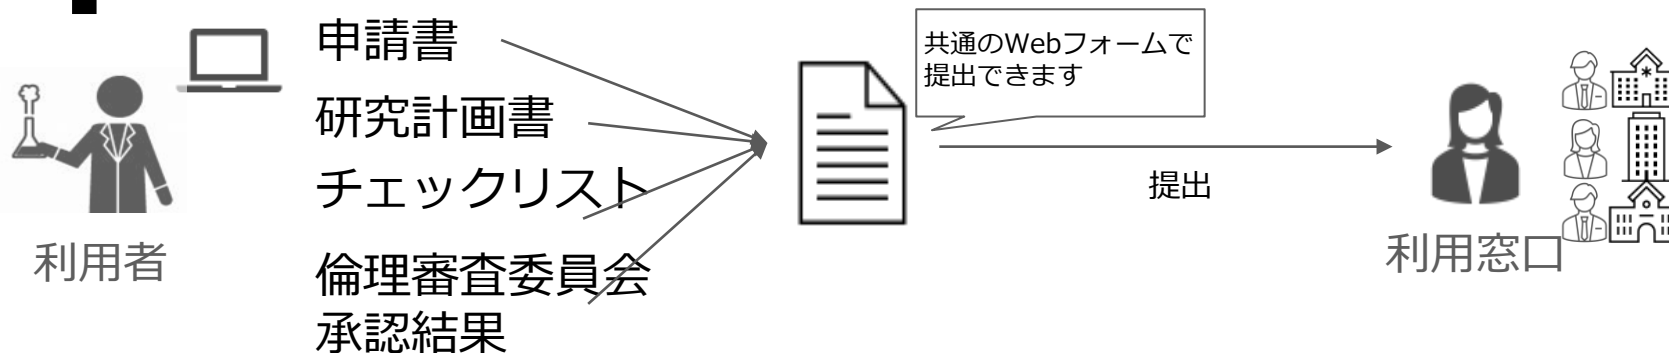 申請書
研究計画書
チェックリスト
倫理審査委員会
承認結果
利用者
共通のWebフォームで
提出できます
提出
利用窓口